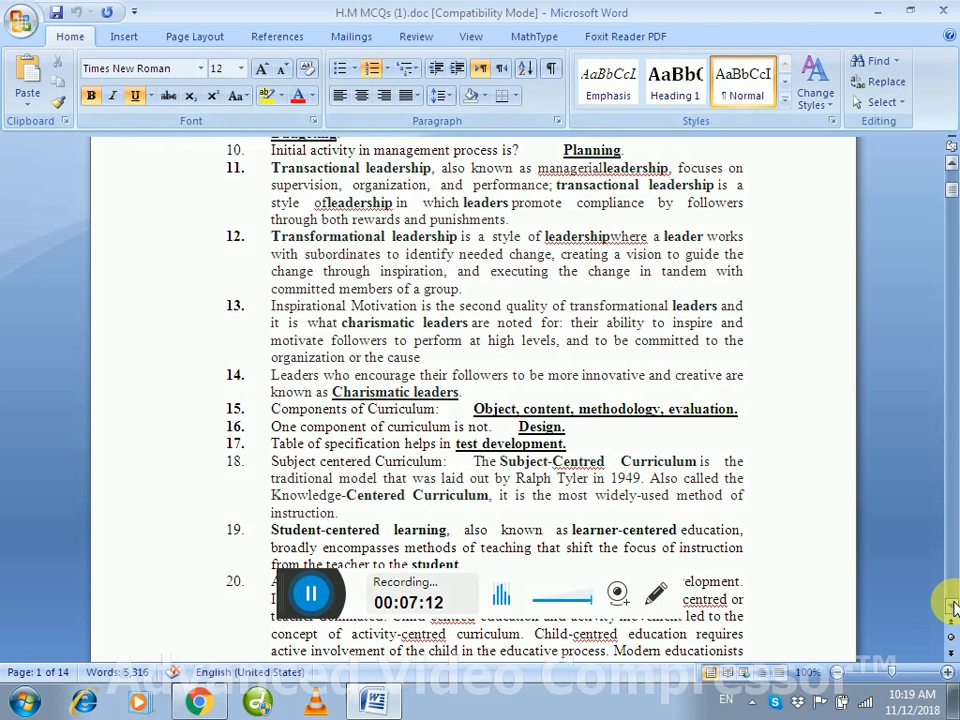 H.M MCQs (1).doc [Compatibility Mode] - Microsoft Word
Home Insert Page Layout References Mailings Review View MathType Foxit Reader PDF
Times New Roman 12
Paste
B I U abc x₂ x² Aa A
AaBbCcI AaBbC AaBbCcI
Emphasis Heading 1 ¶ Normal
Change Styles
Find
Replace
Select
Clipboard Font Paragraph Styles Editing
Budgeting.
10. Initial activity in management process is? Planning.
11. Transactional leadership, also known as managerialleadership, focuses on
supervision, organization, and performance; transactional leadership is a
style ofleadership in which leaders promote compliance by followers
through both rewards and punishments.
12. Transformational leadership is a style of leadershipwhere a leader works
with subordinates to identify needed change, creating a vision to guide the
change through inspiration, and executing the change in tandem with
committed members of a group.
13. Inspirational Motivation is the second quality of transformational leaders and
it is what charismatic leaders are noted for: their ability to inspire and
motivate followers to perform at high levels, and to be committed to the
organization or the cause
14. Leaders who encourage their followers to be more innovative and creative are
known as Charismatic leaders.
15. Components of Curriculum: Object, content, methodology, evaluation.
16. One component of curriculum is not. Design.
17. Table of specification helps in test development.
18. Subject centered Curriculum: The Subject-Centred Curriculum is the
traditional model that was laid out by Ralph Tyler in 1949. Also called the
Knowledge-Centered Curriculum, it is the most widely-used method of
instruction.
19. Student-centered learning, also known as learner-centered education,
broadly encompasses methods of teaching that shift the focus of instruction
from the teacher to the student
20. elopment.
centred or
led to the
concept of activity-centred curriculum. Child-centred education requires
active involvement of the child in the educative process. Modern educationists
Recording...
00:07:12
Page: 1 of 14 Words: 5,316 English (United States) 100%
Advanced Video Compressor™
EN 10:19 AM
11/12/2018